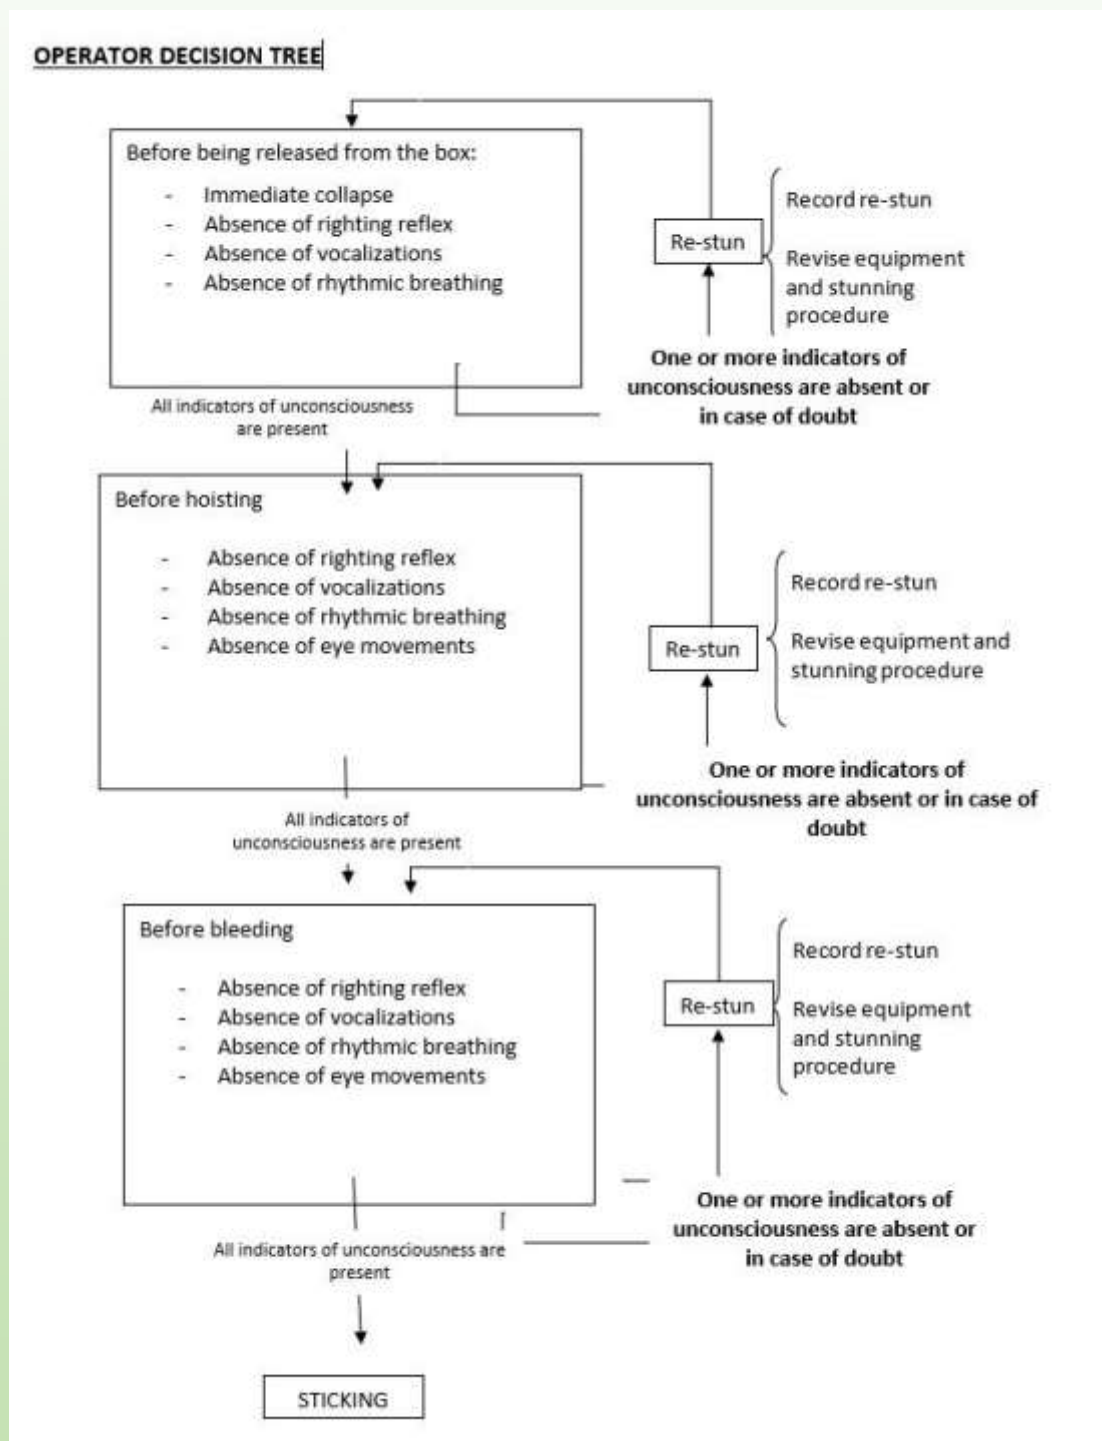 OPERATOR DECISION TREE
Before being released from the box:
- Immediate collapse
- Absence of righting reflex
- Absence of vocalizations
- Absence of rhythmic breathing
Re-stun
Record re-stun
Revise equipment
and stunning
procedure
One or more indicators of
unconsciousness are absent or
in case of doubt
All indicators of unconsciousness
are present
Before hoisting
- Absence of righting reflex
- Absence of vocalizations
- Absence of rhythmic breathing
- Absence of eye movements
Re-stun
Record re-stun
Revise equipment and
stunning procedure
One or more indicators of
unconsciousness are absent or in case of
doubt
All indicators of
unconsciousness are present
Before bleeding
- Absence of righting reflex
- Absence of vocalizations
- Absence of rhythmic breathing
- Absence of eye movements
Re-stun
Record re-stun
Revise equipment
and stunning
procedure
One or more indicators of
unconsciousness are absent or
in case of doubt
All indicators of unconsciousness are
present
STICKING